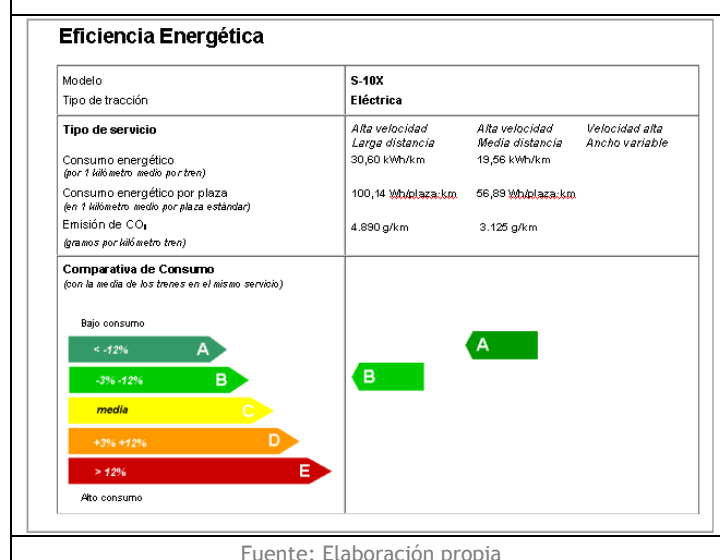 Eficiencia Energética
Modelo S-10X
Tipo de tracción Eléctrica
Tipo de servicio Alta velocidad Alta velocidad Velocidad alta
Larga distancia Media distancia Ancho variable
Consumo energético 30,60 kWh/km 19,56 kWh/km
(por 1 kilómetro medio por tren)
Consumo energético por plaza 100,14 Wh/plaza·km 56,89 Wh/plaza·km
(en 1 kilómetro medio por plaza estándar)
Emisión de CO₂ 4.890 g/km 3.125 g/km
(gramos por kilómetro tren)
Comparativa de Consumo
(con la media de los trenes en el mismo servicio)
Bajo consumo
< -12% A A
-3% -12% B B
media C
+3% +12% D
> 12% E
Alto consumo
Fuente: Elaboración propia